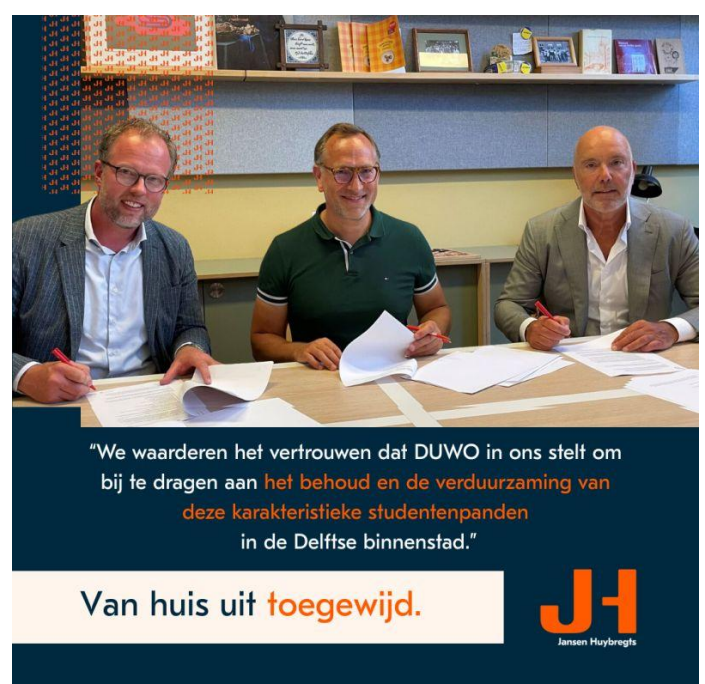 “We waarderen het vertrouwen dat DUWO in ons stelt om
bij te dragen aan het behoud en de verduurzaming van
deze karakteristieke studentenpanden
in de Delftse binnenstad.”
Van huis uit toegewijd.
JH
Jansen Huybregts